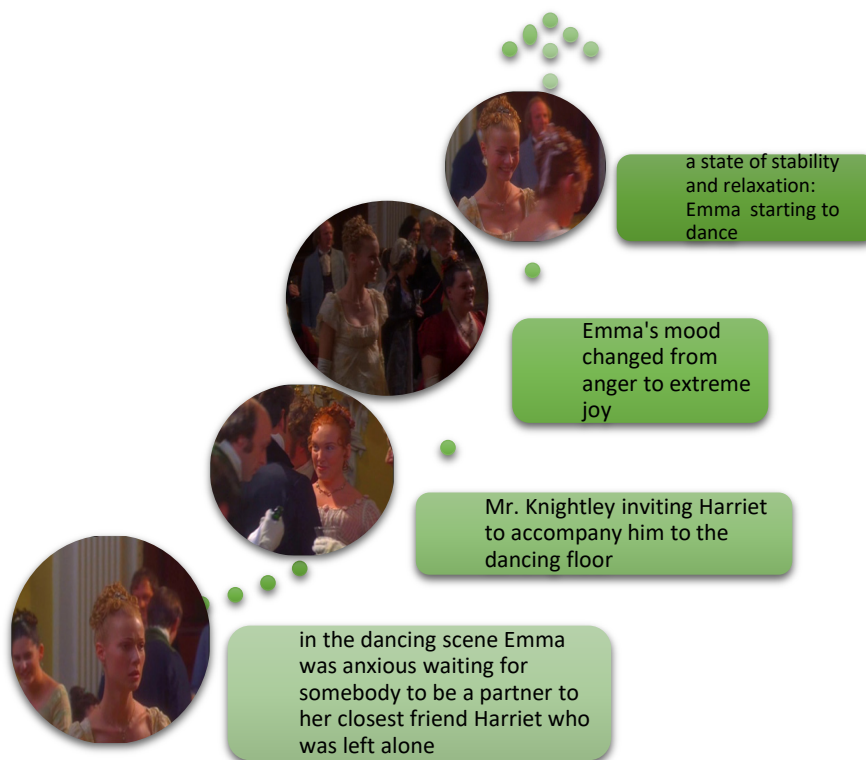 a state of stability
and relaxation:
Emma starting to
dance
Emma's mood
changed from
anger to extreme
joy
Mr. Knightley inviting Harriet
to accompany him to the
dancing floor
in the dancing scene Emma
was anxious waiting for
somebody to be a partner to
her closest friend Harriet who
was left alone